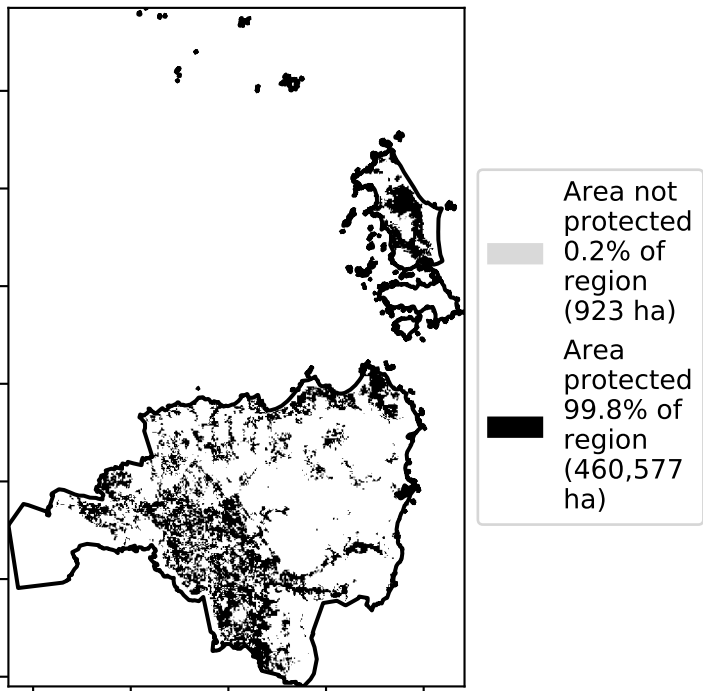 Area not
protected
0.2% of
region
(923 ha)
Area
protected
99.8% of
region
(460,577
ha)